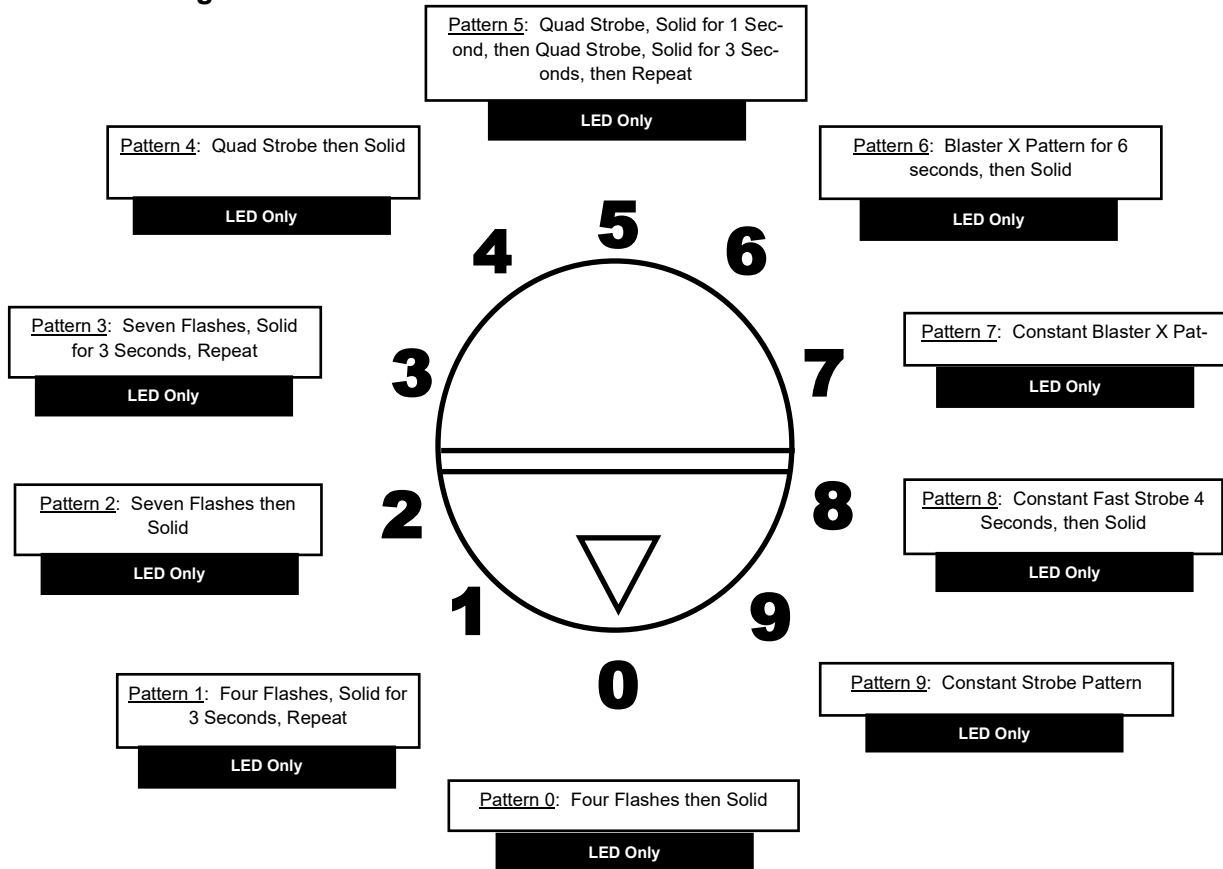 Pattern 5: Quad Strobe, Solid for 1 Sec-
ond, then Quad Strobe, Solid for 3 Sec-
onds, then Repeat
LED Only
Pattern 4: Quad Strobe then Solid
LED Only
Pattern 6: Blaster X Pattern for 6
seconds, then Solid
LED Only
5
4
6
Pattern 3: Seven Flashes, Solid
for 3 Seconds, Repeat
LED Only
3
7
Pattern 7: Constant Blaster X Pat-
LED Only
Pattern 2: Seven Flashes then
Solid
LED Only
2
8
Pattern 8: Constant Fast Strobe 4
Seconds, then Solid
LED Only
1
9
0
Pattern 1: Four Flashes, Solid for
3 Seconds, Repeat
LED Only
Pattern 9: Constant Strobe Pattern
LED Only
Pattern 0: Four Flashes then Solid
LED Only